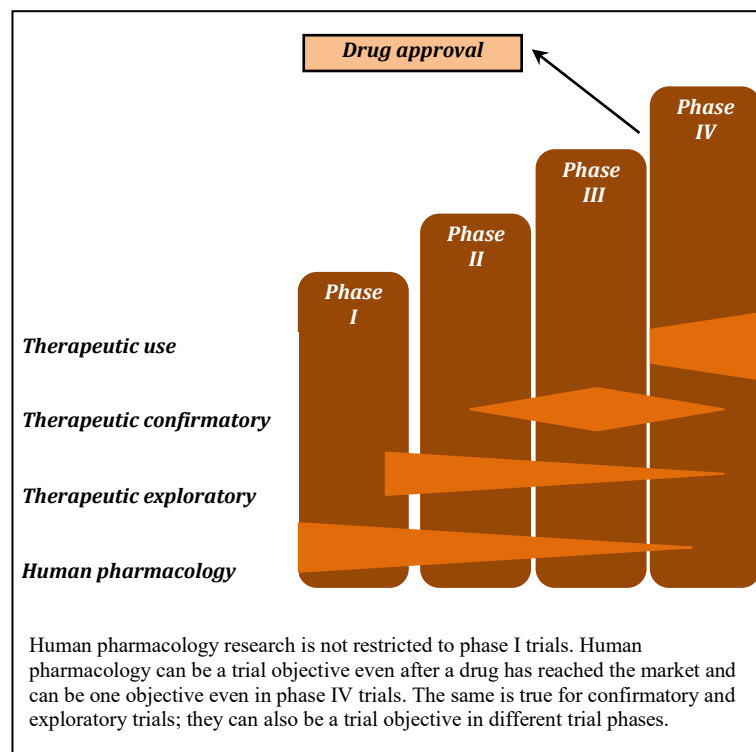 Drug approval
Phase
IV
Phase
III
Phase
II
Phase
I
Therapeutic use
Therapeutic confirmatory
Therapeutic exploratory
Human pharmacology
Human pharmacology research is not restricted to phase I trials. Human
pharmacology can be a trial objective even after a drug has reached the market and
can be one objective even in phase IV trials. The same is true for confirmatory and
exploratory trials; they can also be a trial objective in different trial phases.